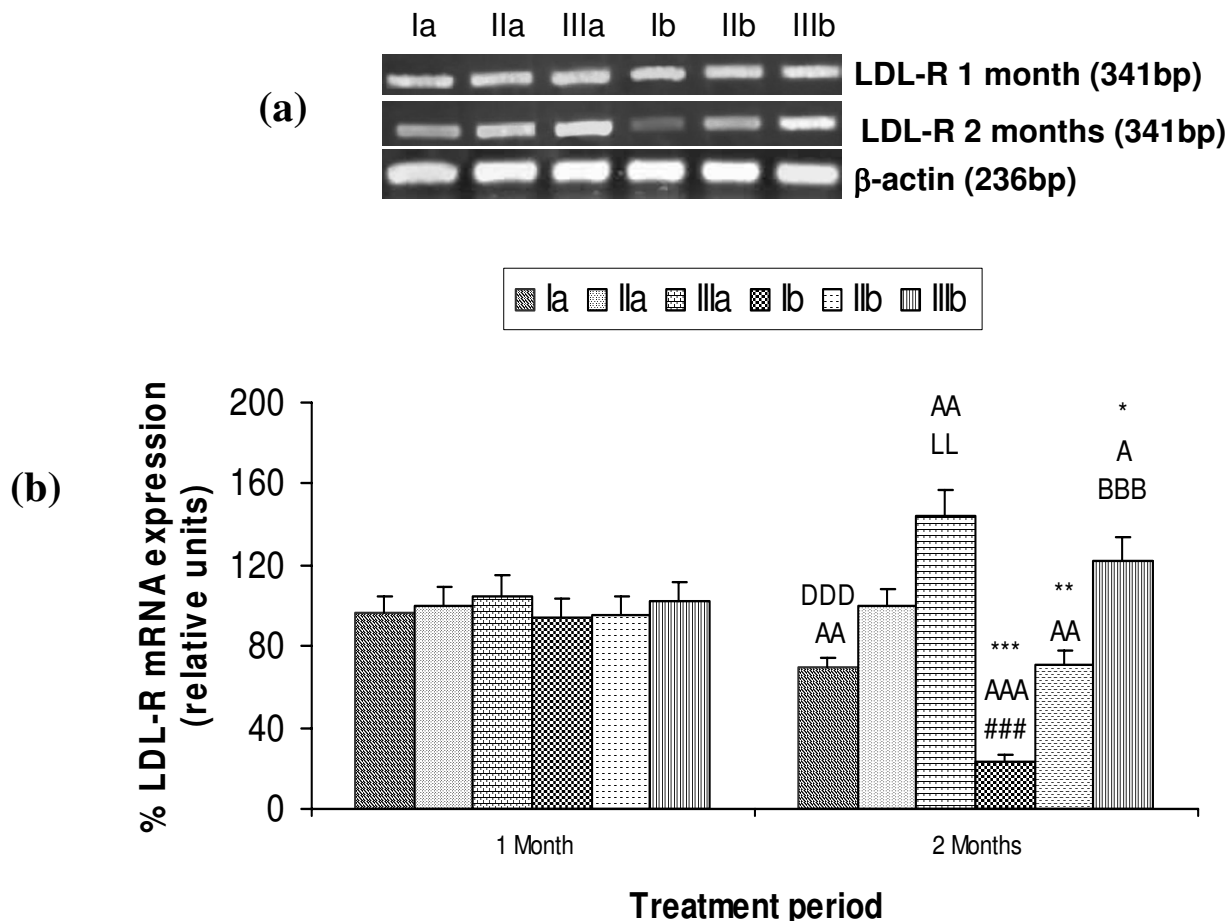 Ia IIa IIIa Ib IIb IIIb
(a)
LDL-R 1 month (341bp)
LDL-R 2 months (341bp)
β-actin (236bp)
Ia IIa IIIa Ib IIb IIIb
(b)
% LDL-R mRNA expression
(relative units)
200
160
120
80
40
0
DDD
AA
AA
LL
***
AAA
###
**
AA
*
A
BBB
1 Month
2 Months
Treatment period